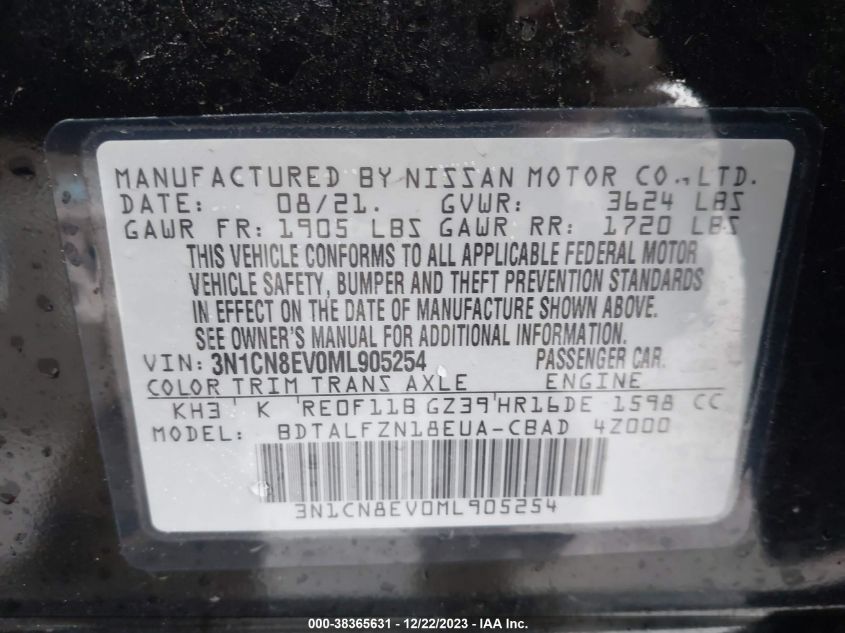 MANUFACTURED BY NISSAN MOTOR CO.,LTD.
DATE: 08/21. GVWR: 3624 LBS
GAWR FR: 1905 LBS GAWR RR: 1720 LBS
THIS VEHICLE CONFORMS TO ALL APPLICABLE FEDERAL MOTOR
VEHICLE SAFETY, BUMPER AND THEFT PREVENTION STANDARDS
IN EFFECT ON THE DATE OF MANUFACTURE SHOWN ABOVE.
SEE OWNER'S MANUAL FOR ADDITIONAL INFORMATION.
VIN: 3N1CN8EV0ML905254 PASSENGER CAR.
COLOR TRIM TRANS AXLE ENGINE
KH3 ' K 'RE0F11B GZ39'HR16DE 1598 CC
MODEL: BDTALFZN18EUA-CBAD 4Z000
3N1CN8EV0ML905254
000-38365631 - 12/22/2023 - IAA Inc.